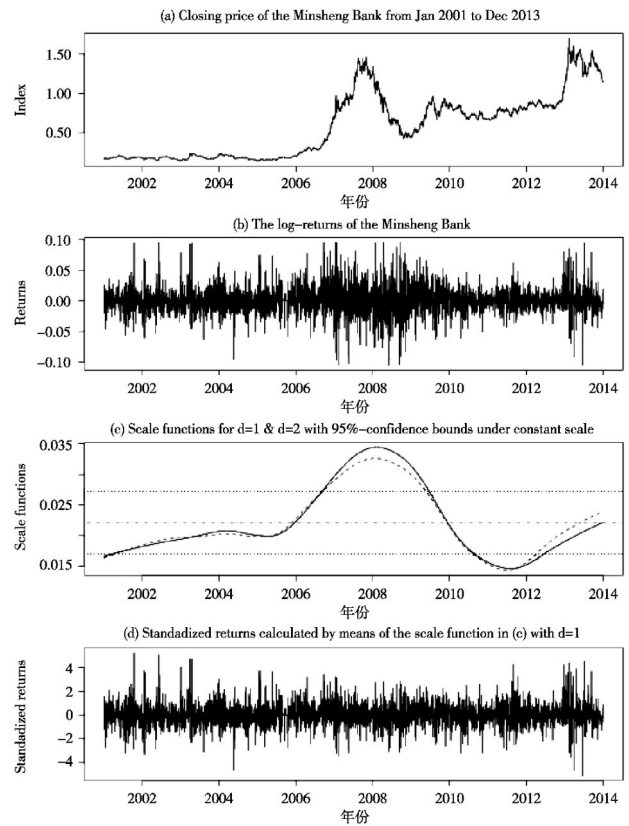 (a) Closing price of the Minsheng Bank from Jan 2001 to Dec 2013
Index
1.50
1.00
0.50
2002 2004 2006 2008 2010 2012 2014
年份
(b) The log-returns of the Minsheng Bank
Returns
0.10
0.05
0.00
-0.05
-0.10
2002 2004 2006 2008 2010 2012 2014
年份
(c) Scale functions for d=1 & d=2 with 95%-confidence bounds under constant scale
Scale functions
0.035
0.025
0.015
2002 2004 2006 2008 2010 2012 2014
年份
(d) Standadized returns calculated by means of the scale function in (c) with d=1
Standadized returns
4
2
0
-2
-4
2002 2004 2006 2008 2010 2012 2014
年份